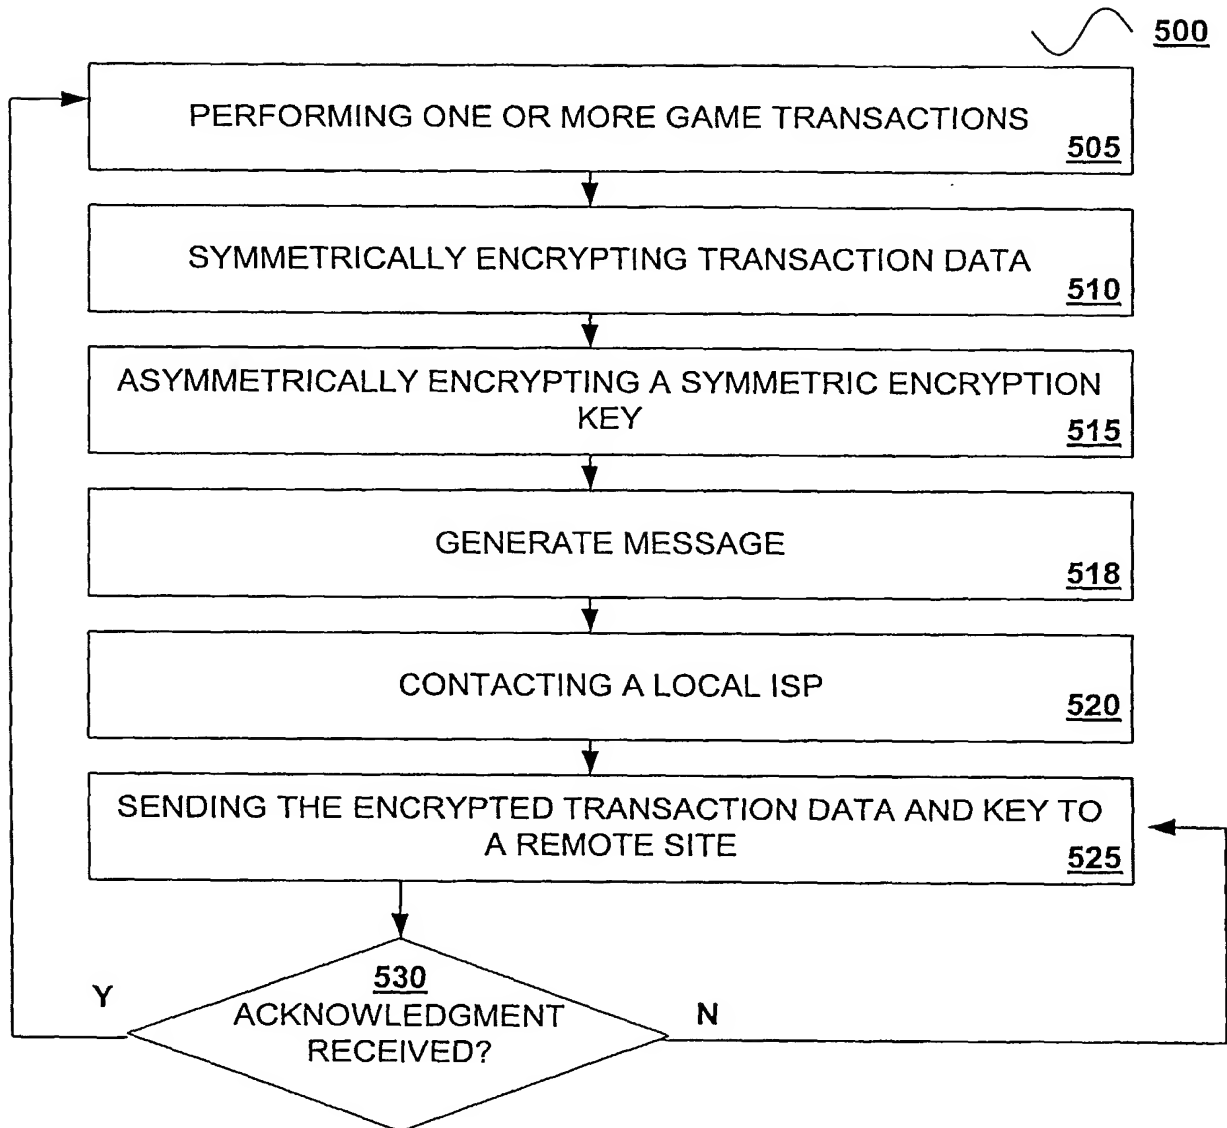 500
PERFORMING ONE OR MORE GAME TRANSACTIONS
505
SYMMETRICALLY ENCRYPTING TRANSACTION DATA
510
ASYMMETRICALLY ENCRYPTING A SYMMETRIC ENCRYPTION
KEY
515
GENERATE MESSAGE
518
CONTACTING A LOCAL ISP
520
SENDING THE ENCRYPTED TRANSACTION DATA AND KEY TO
A REMOTE SITE
525
530
ACKNOWLEDGMENT
RECEIVED?
Y
N